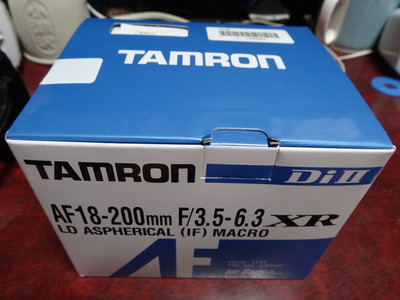 TAMRON
TAMRON
Di II
AF18-200mm F/3.5-6.3 XR
LD ASPHERICAL (IF) MACRO
AF